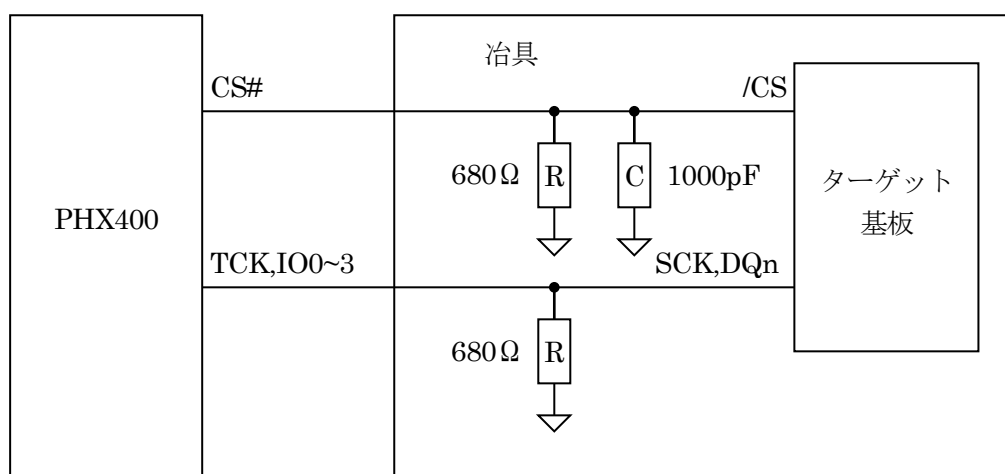 冶具
CS#
/CS
680Ω
R
C
1000pF
ターゲット
基板
PHX400
TCK,IO0~3
SCK,DQn
680Ω
R